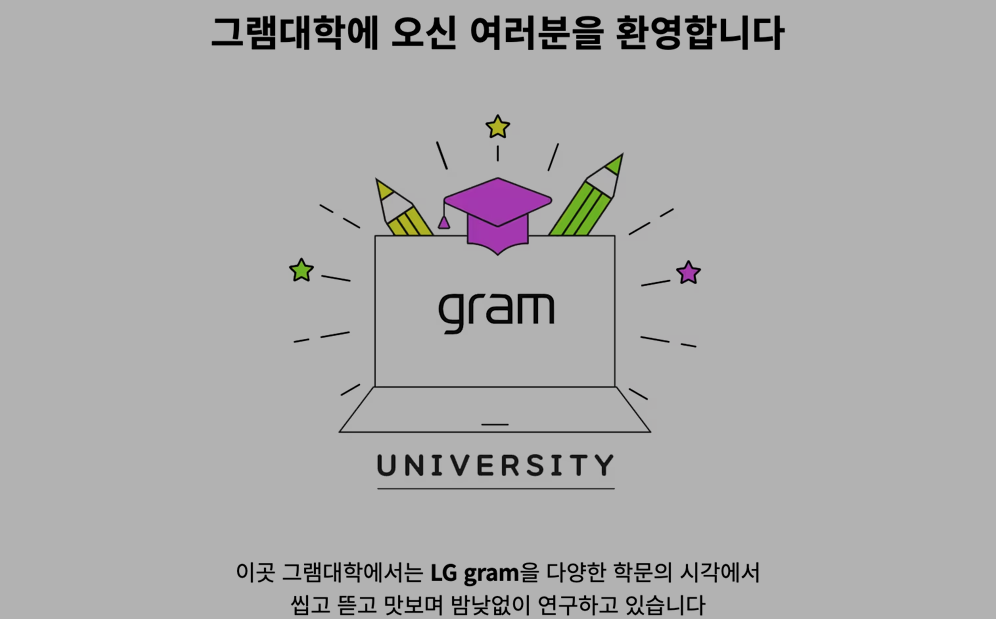 그램대학에 오신 여러분을 환영합니다
gram
UNIVERSITY
이곳 그램대학에서는 LG gram을 다양한 학문의 시각에서
씹고 뜯고 맛보며 밤낮없이 연구하고 있습니다